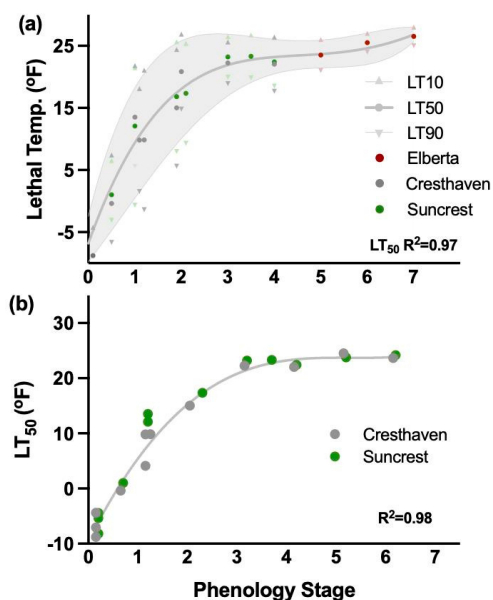 (a)
Lethal Temp. (ºF)
25
15
5
-5
LT10
LT50
LT90
Elberta
Cresthaven
Suncrest
LT₅₀ R²=0.97
0 1 2 3 4 5 6 7
(b)
LT₅₀ (ºF)
30
20
10
0
-10
Cresthaven
Suncrest
R²=0.98
0 1 2 3 4 5 6 7
Phenology Stage